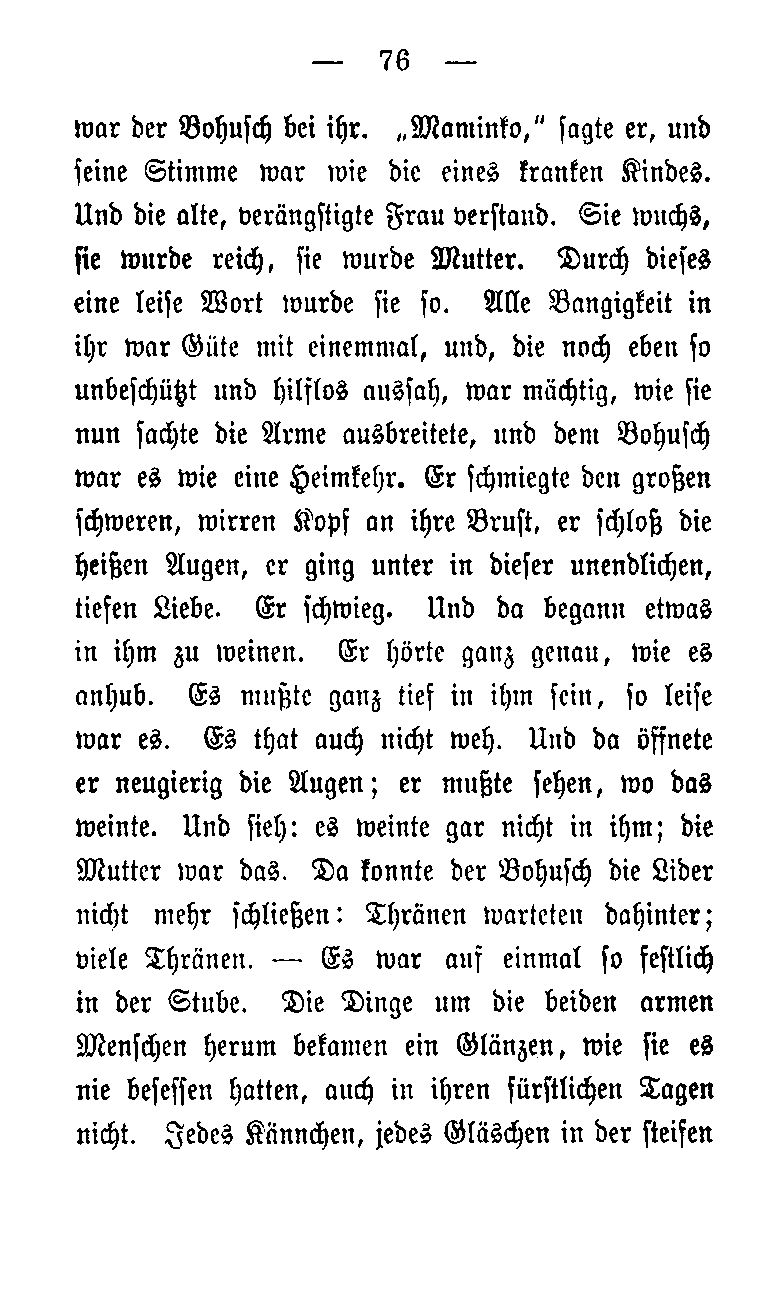 — 76 —
war der Bohusch bei ihr. „Maminko,“ sagte er, und
seine Stimme war wie die eines kranken Kindes.
Und die alte, verängstigte Frau verstand. Sie wuchs,
sie wurde reich, sie wurde Mutter. Durch dieses
eine leise Wort wurde sie so. Alle Bangigkeit in
ihr war Güte mit einemmal, und, die noch eben so
unbeschützt und hilflos aussah, war mächtig, wie sie
nun sachte die Arme ausbreitete, und dem Bohusch
war es wie eine Heimkehr. Er schmiegte den großen
schweren, wirren Kopf an ihre Brust, er schloß die
heißen Augen, er ging unter in dieser unendlichen,
tiefen Liebe. Er schwieg. Und da begann etwas
in ihm zu weinen. Er hörte ganz genau, wie es
anhub. Es mußte ganz tief in ihm sein, so leise
war es. Es that auch nicht weh. Und da öffnete
er neugierig die Augen; er mußte sehen, wo das
weinte. Und sieh: es weinte gar nicht in ihm; die
Mutter war das. Da konnte der Bohusch die Lider
nicht mehr schließen: Thränen warteten dahinter;
viele Thränen. — Es war auf einmal so festlich
in der Stube. Die Dinge um die beiden armen
Menschen herum bekamen ein Glänzen, wie sie es
nie besessen hatten, auch in ihren fürstlichen Tagen
nicht. Jedes Kännchen, jedes Gläschen in der steifen